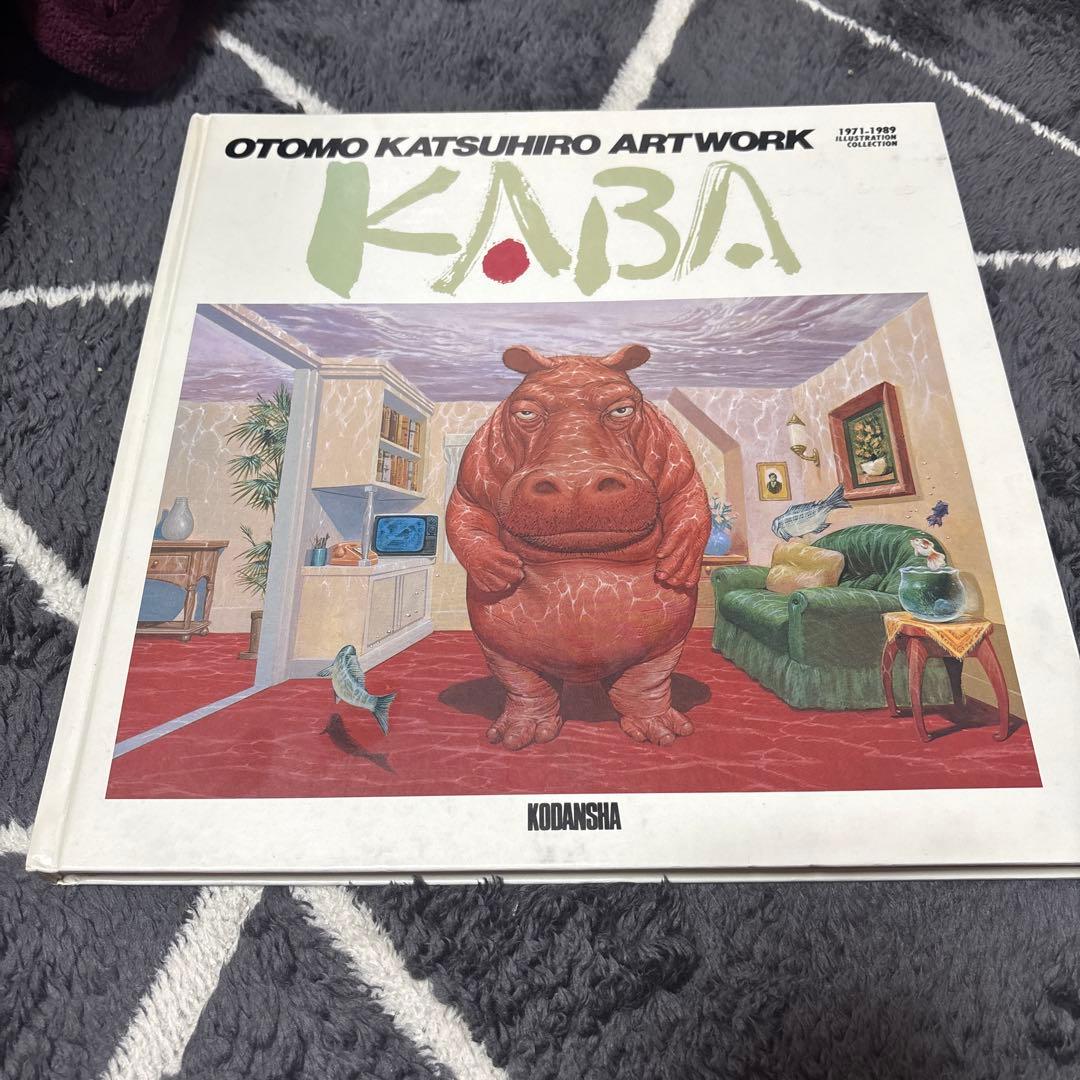 OTOMO KATSUHIRO ARTWORK
1971-1989
ILLUSTRATION
COLLECTION
KABA
KODANSHA